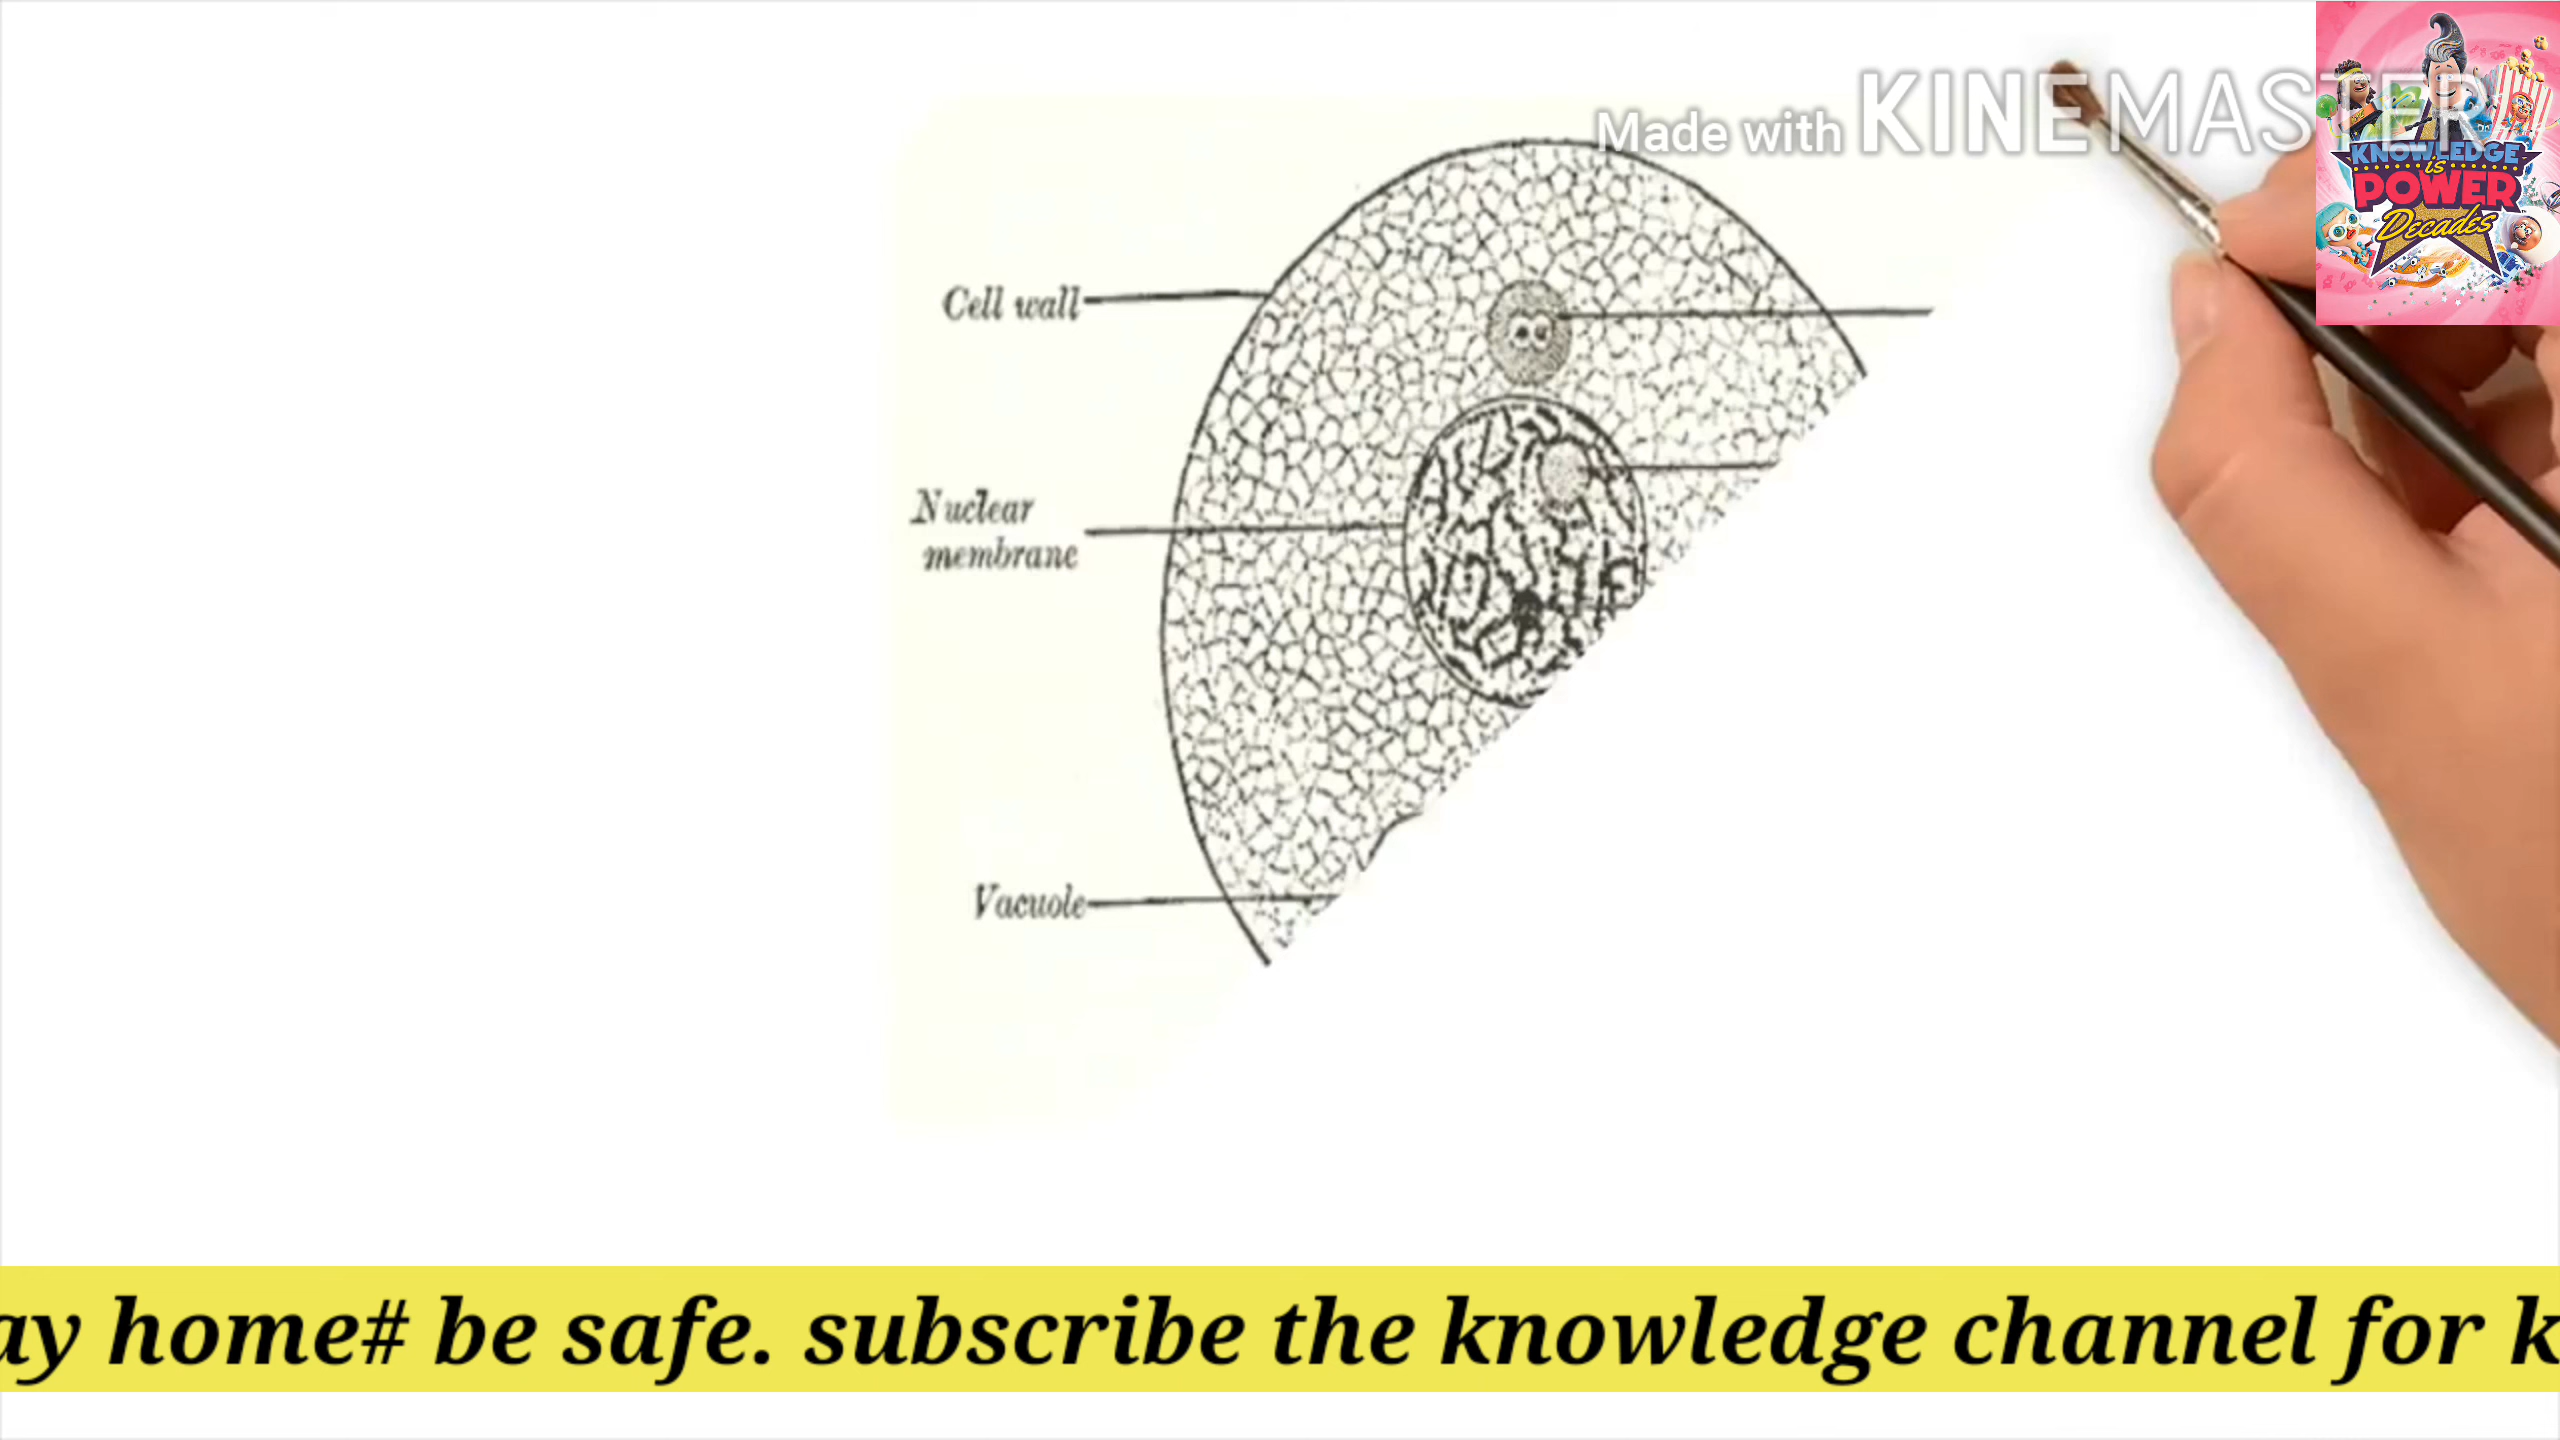 Made with KINEMASTER
KNOWLEDGE
is
POWER
Decades
Cell wall
Nuclear
membrane
Vacuole
ay home# be safe. subscribe the knowledge channel for k